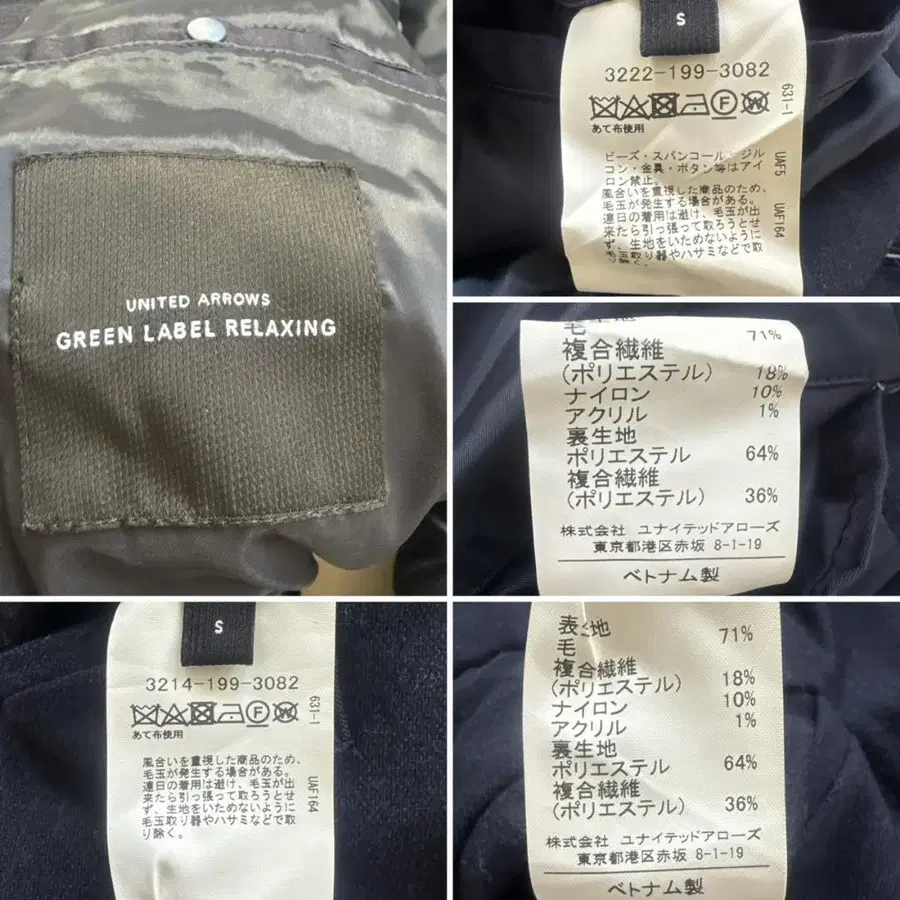 UNITED ARROWS
GREEN LABEL RELAXING
S
3222-199-3082
あて布使用
ビーズ・スパンコール・ジル
コン・金具・ボタン等はアイ
ロン禁止。
風合いを重視した商品のため、
毛玉が発生する場合がある。
連日の着用は避け、毛玉が出
来たら引っ張って取ろうとせ
ず、生地をいためないように
毛玉取り器やハサミなどで取
り除く。
631-1
UAF5
UAF164
毛 71%
複合繊維
(ポリエステル) 18%
ナイロン 10%
アクリル 1%
裏生地
ポリエステル 64%
複合繊維
(ポリエステル) 36%
株式会社 ユナイテッドアローズ
東京都港区赤坂 8-1-19
ベトナム製
S
3214-199-3082
あて布使用
風合いを重視した商品のため、
毛玉が発生する場合がある。
連日の着用は避け、毛玉が出
来たら引っ張って取ろうとせ
ず、生地をいためないように
毛玉取り器やハサミなどで取
り除く。
631-1
UAF164
表生地
毛 71%
複合繊維
(ポリエステル) 18%
ナイロン 10%
アクリル 1%
裏生地
ポリエステル 64%
複合繊維
(ポリエステル) 36%
株式会社 ユナイテッドアローズ
東京都港区赤坂 8-1-19
ベトナム製